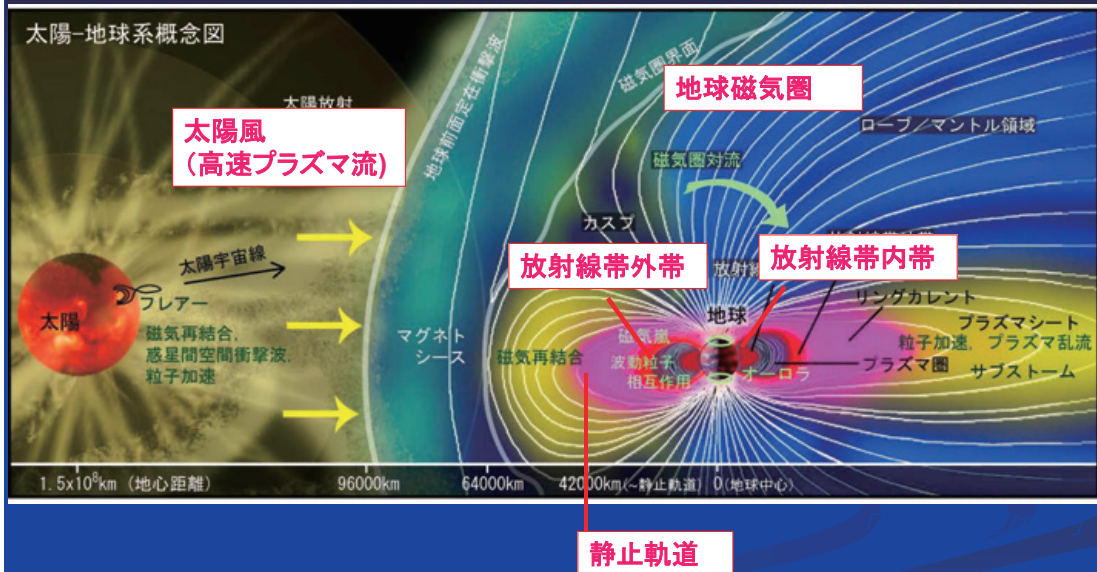 太陽-地球系概念図
太陽放射
太陽風
(高速プラズマ流)
地球前面定在衝撃波
磁気圏界面
地球磁気圏
ローブ/マントル領域
磁気圏対流
カスプ
放射線帯外帯
放射線帯内帯
太陽宇宙線
フレアー
太陽
磁気再結合,
惑星間空間衝撃波,
粒子加速
マグネト
シース
磁気再結合
磁気嵐
波動粒子
相互作用
地球
オーロラ
リングカレント
プラズマ圏
プラズマシート
粒子加速, プラズマ乱流
サブストーム
1.5x10⁸km (地心距離)
96000km
64000km
42000km(~静止軌道)
0(地球中心)
静止軌道